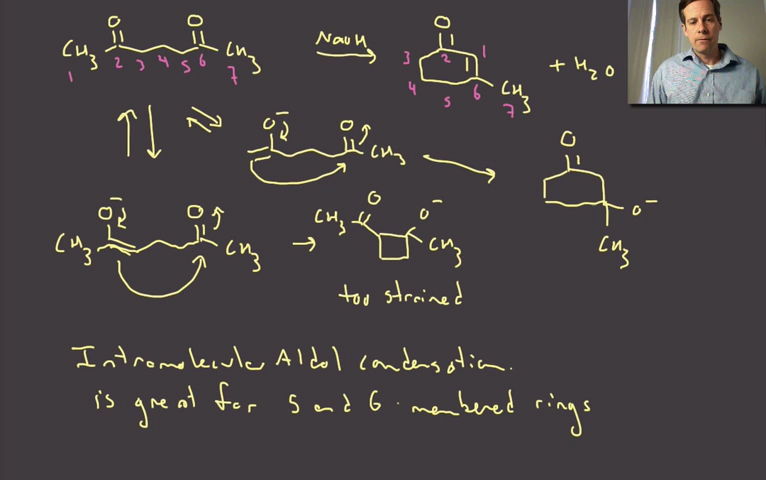 O O O
CH3 CH3 NaOH 3 2 1 + H2O
1 2 3 4 5 6 7 4 5 6 CH3
7
O- O O
CH3
O- O O O- O-
CH3 CH3 CH3 CH3 CH3
too strained
Intramolecular Aldol condensation.
is great for 5 and 6-membered rings